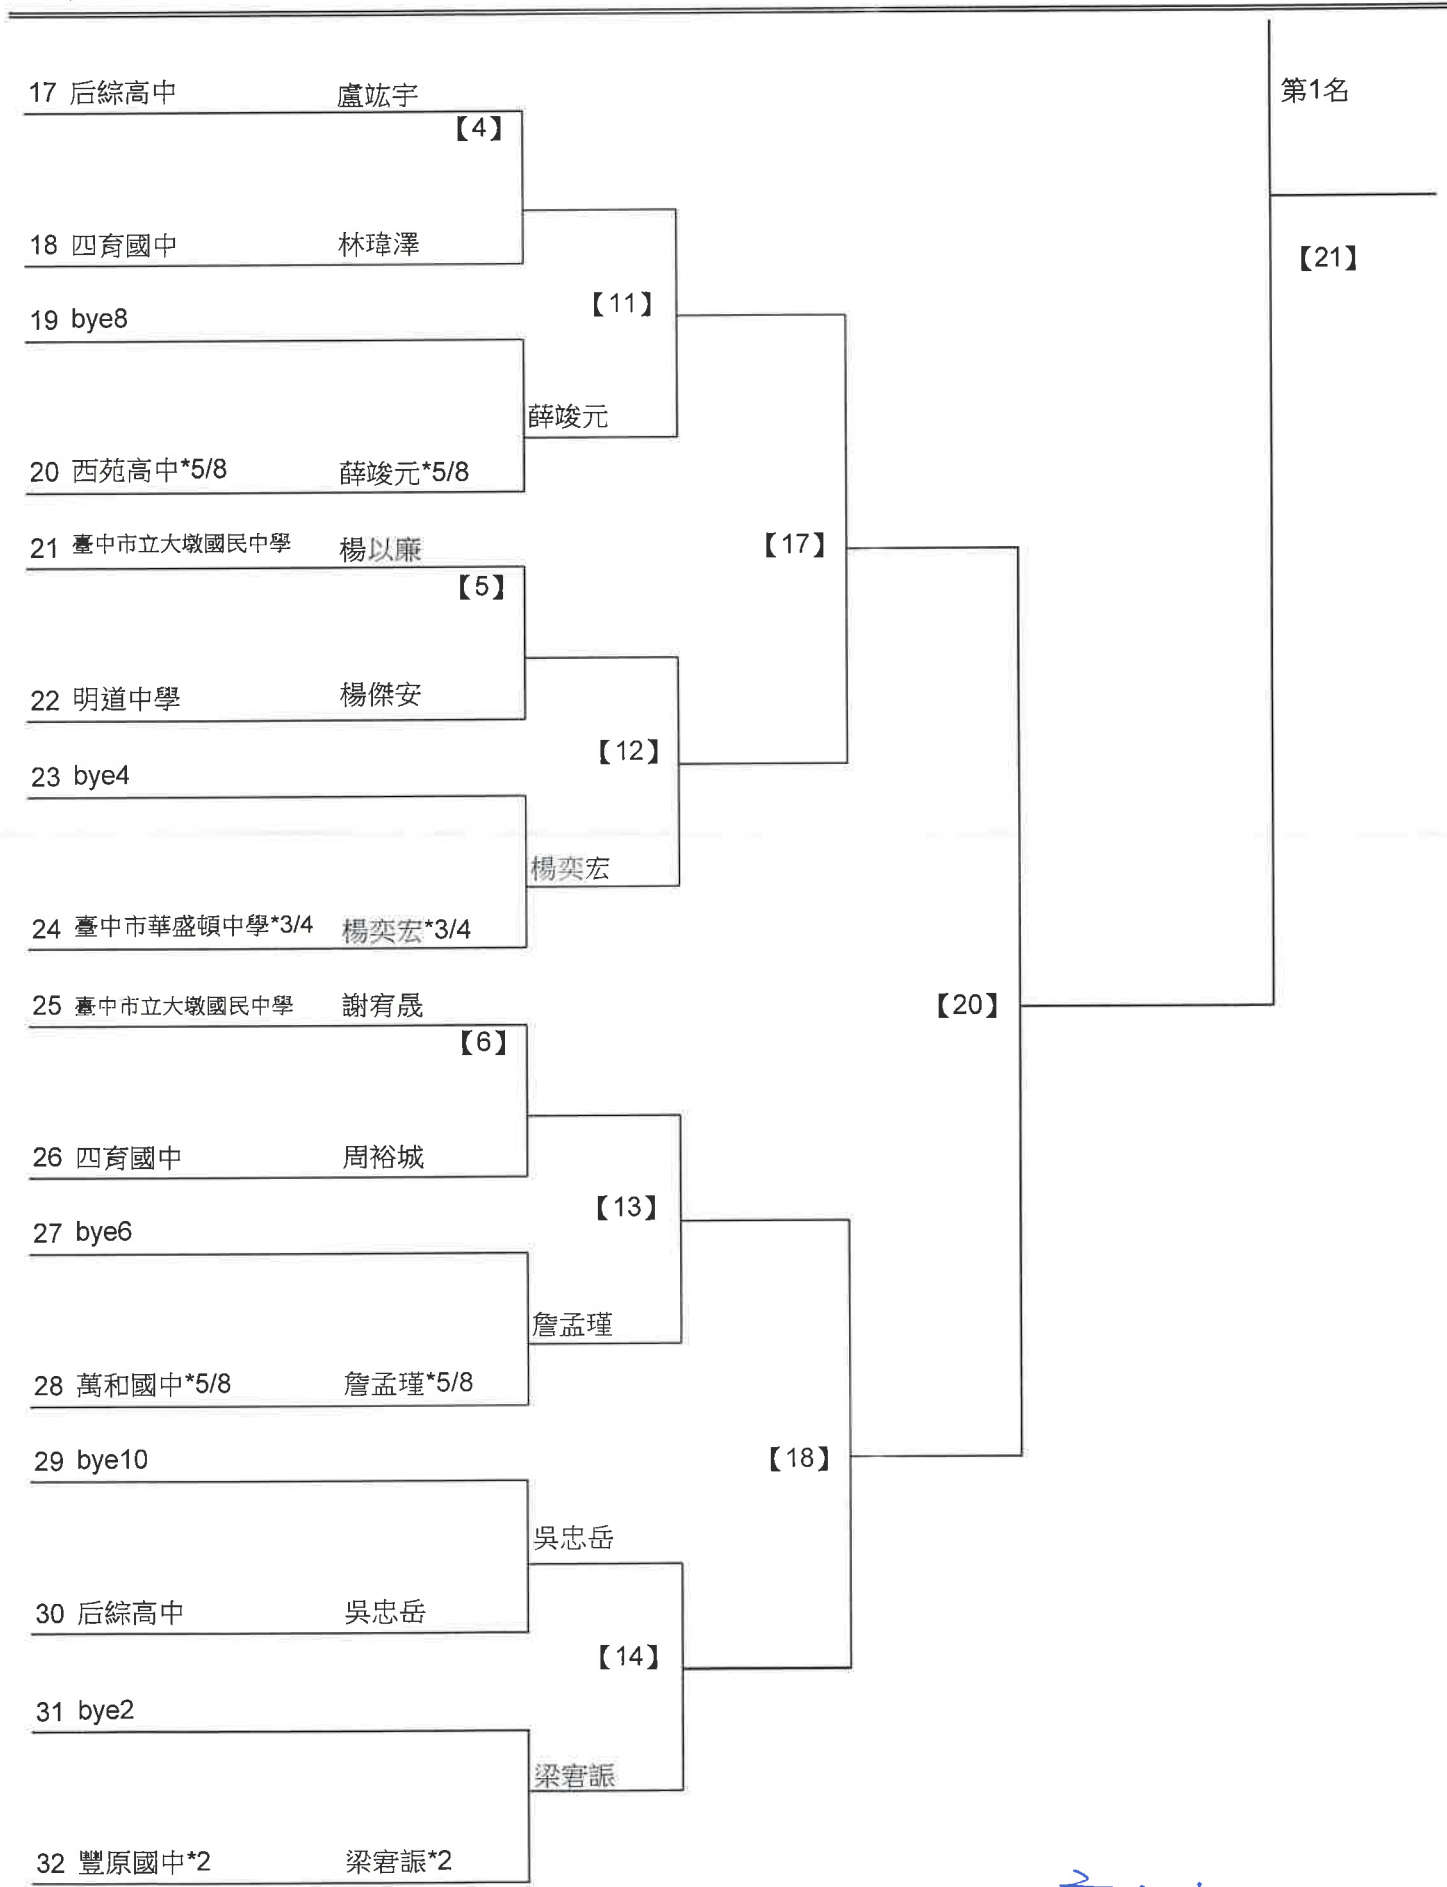 17 后綜高中 盧竑宇
第1名
【4】
18 四育國中 林瑋澤
【21】
【11】
19 bye8
薛竣元
20 西苑高中*5/8 薛竣元*5/8
21 臺中市立大墩國民中學 楊以廉
【17】
【5】
22 明道中學 楊傑安
【12】
23 bye4
楊奕宏
24 臺中市華盛頓中學*3/4 楊奕宏*3/4
25 臺中市立大墩國民中學 謝宥晟
【20】
【6】
26 四育國中 周裕城
【13】
27 bye6
詹孟瑾
28 萬和國中*5/8 詹孟瑾*5/8
29 bye10
【18】
吳忠岳
30 后綜高中 吳忠岳
【14】
31 bye2
梁宭誫
32 豐原國中*2 梁宭誫*2